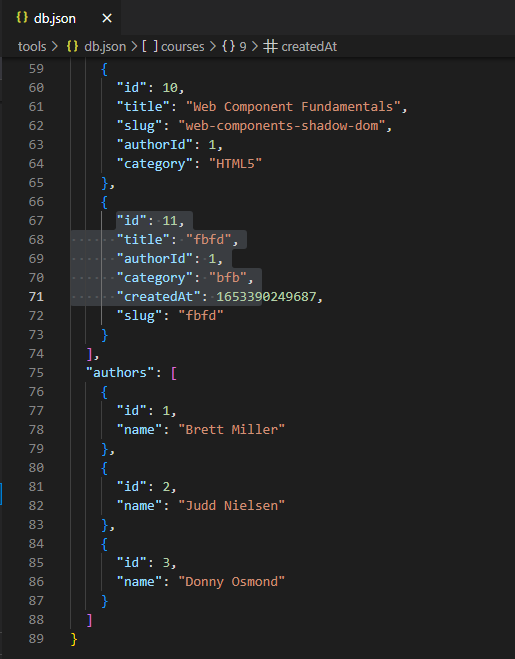 {} db.json ×
tools > {} db.json > [ ] courses > {} 9 > # createdAt
59 {
60 "id": 10,
61 "title": "Web Component Fundamentals",
62 "slug": "web-components-shadow-dom",
63 "authorId": 1,
64 "category": "HTML5"
65 },
66 {
67 "id": 11,
68 "title": "fbfd",
69 "authorId": 1,
70 "category": "bfb",
71 "createdAt": 1653390249687,
72 "slug": "fbfd"
73 }
74 ],
75 "authors": [
76 {
77 "id": 1,
78 "name": "Brett Miller"
79 },
80 {
81 "id": 2,
82 "name": "Judd Nielsen"
83 },
84 {
85 "id": 3,
86 "name": "Donny Osmond"
87 }
88 ]
89 }